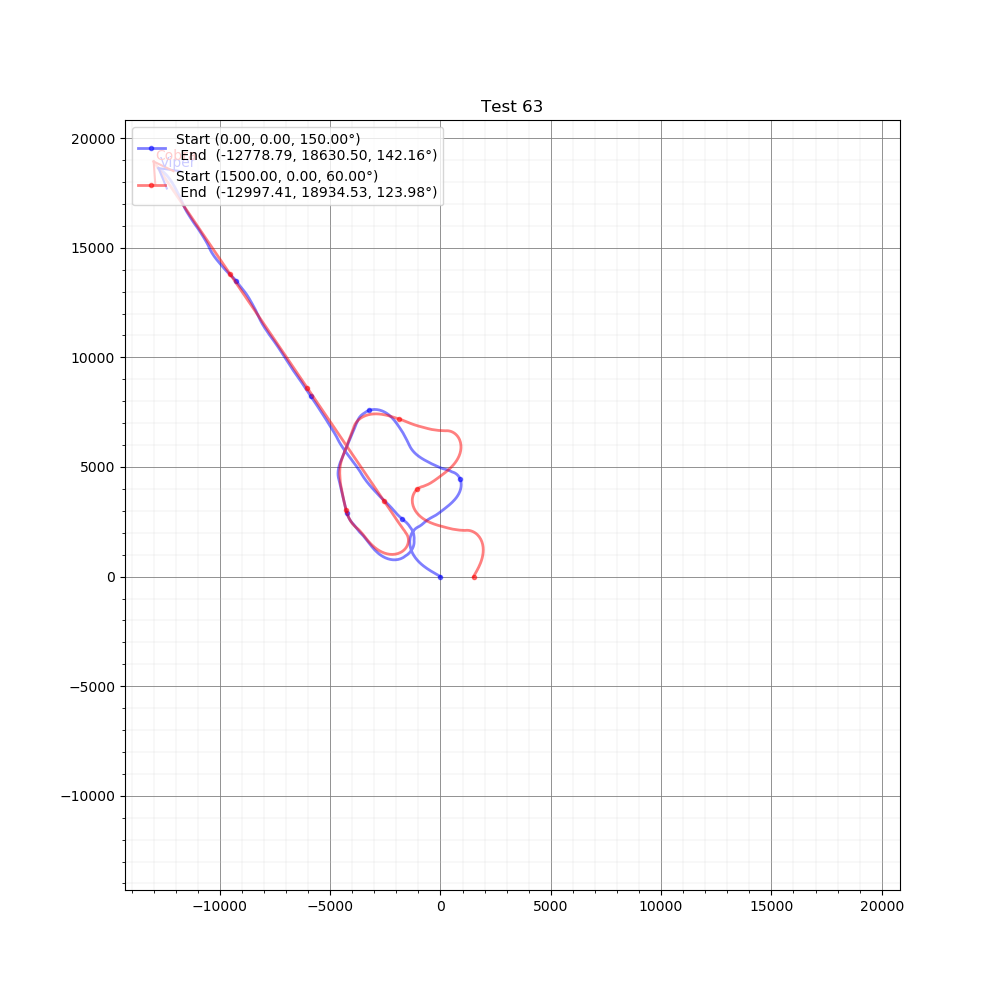 Test 63
Start (0.00, 0.00, 150.00°)
End (-12778.79, 18630.50, 142.16°)
Start (1500.00, 0.00, 60.00°)
End (-12997.41, 18934.53, 123.98°)
Viper
20000
15000
10000
5000
0
−5000
−10000
−10000 −5000 0 5000 10000 15000 20000